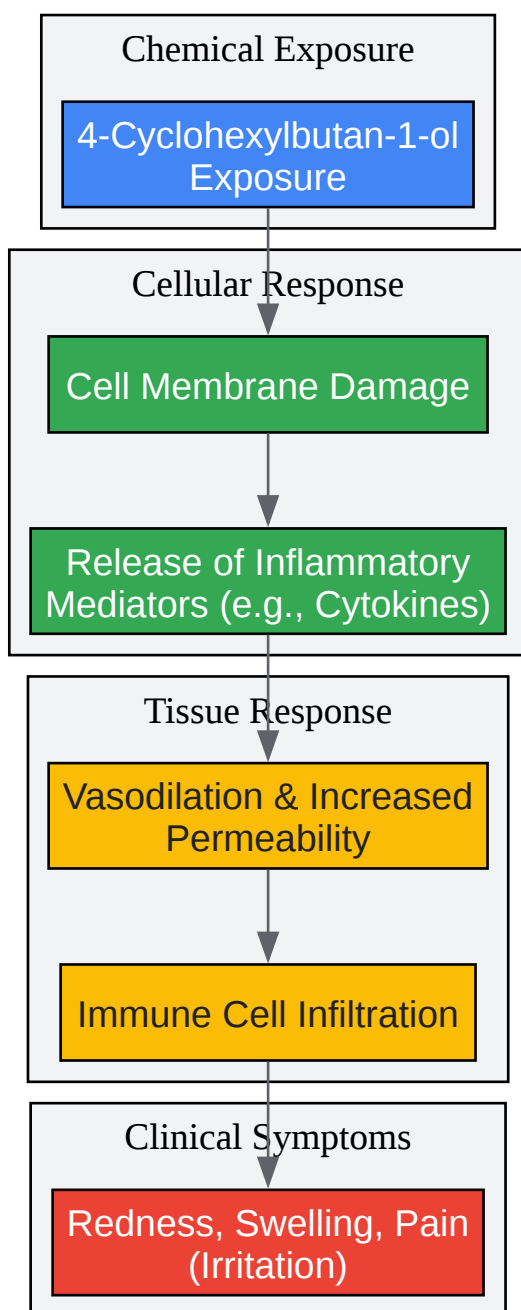 Chemical Exposure
4-Cyclohexylbutan-1-ol
Exposure
Cellular Response
Cell Membrane Damage
Release of Inflammatory
Mediators (e.g., Cytokines)
Tissue Response
Vasodilation & Increased
Permeability
Immune Cell Infiltration
Clinical Symptoms
Redness, Swelling, Pain
(Irritation)